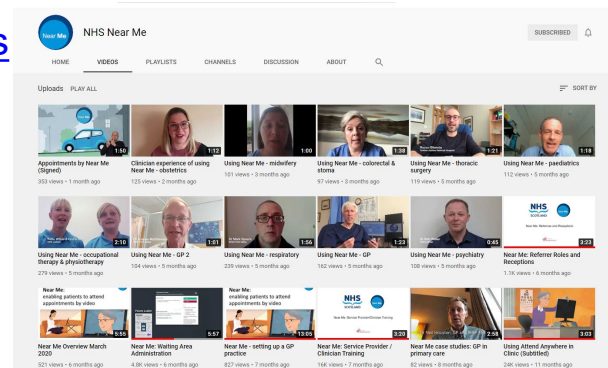 S
Near Me
NHS Near Me
SUBSCRIBED
HOME VIDEOS PLAYLISTS CHANNELS DISCUSSION ABOUT
Uploads PLAY ALL
SORT BY
1:50
1:12
1:00
1:38
1:21
1:18
Appointments by Near Me (Signed)
353 views • 1 month ago
Clinician experience of using Near Me - obstetrics
125 views • 2 months ago
Using Near Me - midwifery
101 views • 3 months ago
Using Near Me - colorectal & stoma
97 views • 3 months ago
Using Near Me - thoracic surgery
119 views • 5 months ago
Using Near Me - paediatrics
112 views • 5 months ago
2:10
1:01
1:56
1:23
0:45
NHS
SCOTLAND
Near Me: Referrer Roles and Receptions
3:23
Using Near Me - occupational therapy & physiotherapy
279 views • 5 months ago
Using Near Me - GP 2
104 views • 5 months ago
Using Near Me - respiratory
239 views • 5 months ago
Using Near Me - GP
162 views • 5 months ago
Using Near Me - psychiatry
108 views • 5 months ago
Near Me: Referrer Roles and Receptions
1.1K views • 6 months ago
Near Me:
enabling patients to attend
appointments by video
5:55
5:57
Near Me:
enabling patients to attend
appointments by video
13:05
NHS
SCOTLAND
Near Me: Service Provider/Clinician Training
3:20
2:58
3:03
Near Me Overview March 2020
521 views • 6 months ago
Near Me: Waiting Area Administration
4.8K views • 6 months ago
Near Me - setting up a GP practice
827 views • 7 months ago
Near Me: Service Provider / Clinician Training
16K views • 7 months ago
Near Me case studies: GP in primary care
82 views • 8 months ago
Using Attend Anywhere in Clinic (Subtitled)
24K views • 11 months ago